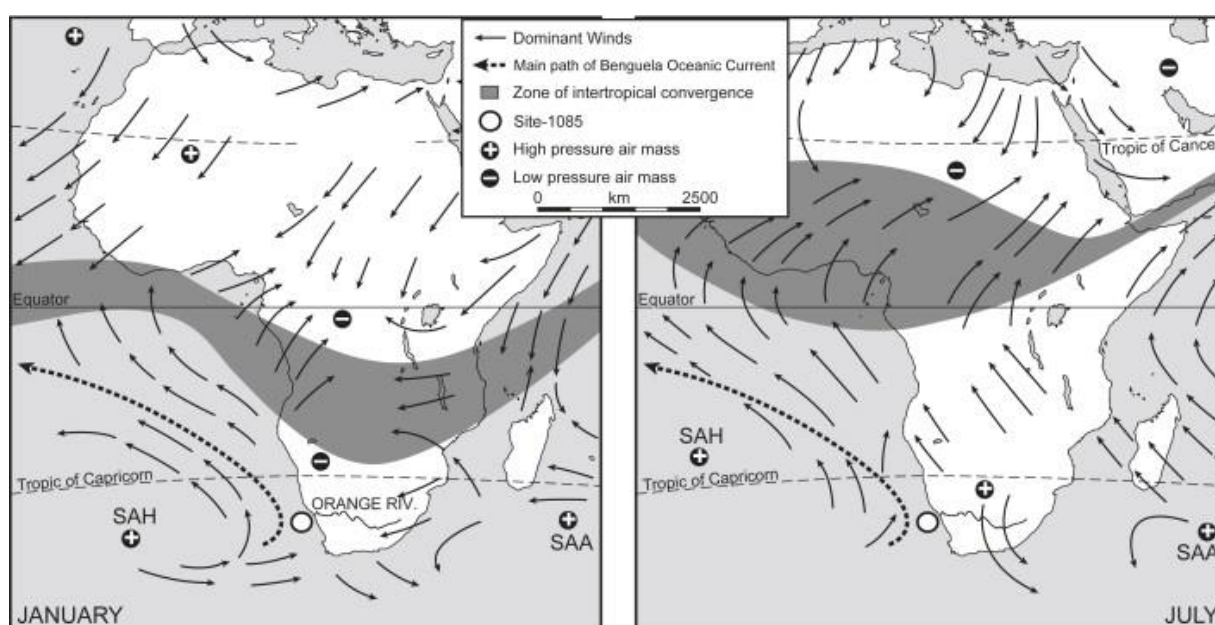 Dominant Winds
Main path of Benguela Oceanic Current
Zone of intertropical convergence
Site-1085
High pressure air mass
Low pressure air mass
0 km 2500
Equator
Tropic of Capricorn
ORANGE RIV.
SAH
SAA
JANUARY
Tropic of Cance
Equator
SAH
Tropic of Capricorn
SAA
JULY